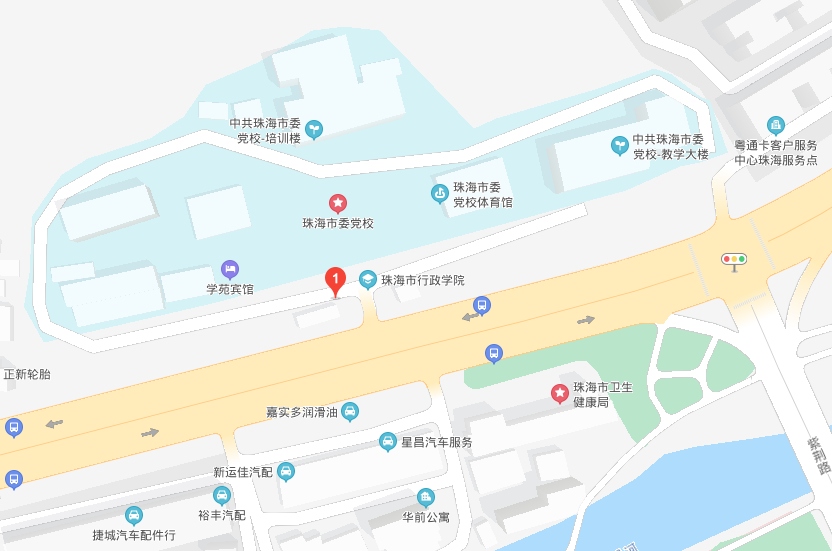 中共珠海市委
党校-培训楼
中共珠海市委
党校-教学大楼
粤通卡客户服务
中心珠海服务点
珠海市委
党校体育馆
珠海市委党校
学苑宾馆
1
珠海市行政学院
正新轮胎
珠海市卫生
健康局
嘉实多润滑油
星昌汽车服务
紫荆路
新运佳汽配
裕丰汽配
华前公寓
捷城汽车配件行
河